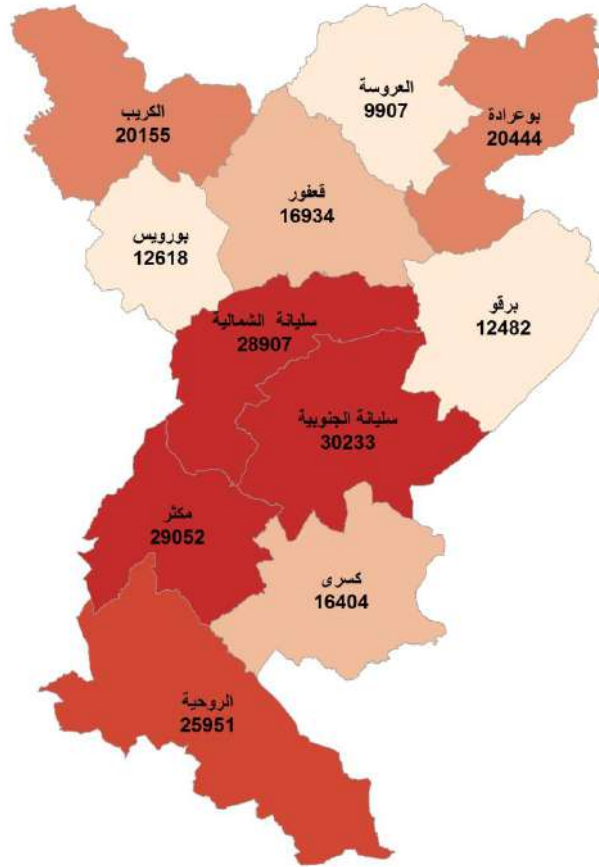 العروسة
9907
بوعرادة
20444
الكريب
20155
قعفور
16934
بورويس
12618
برقو
12482
سليانة الشمالية
28907
سليانة الجنوبية
30233
مكثر
29052
كسرى
16404
الروحية
25951